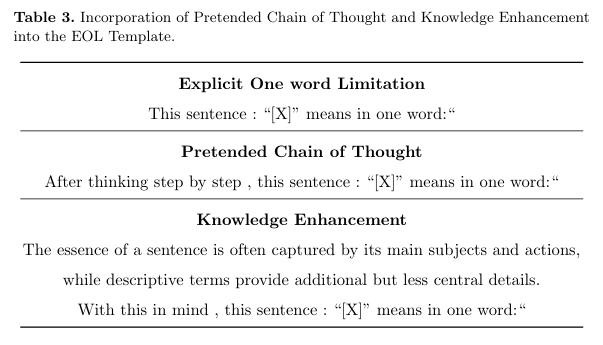 Table 3. Incorporation of Pretended Chain of Thought and Knowledge Enhancement
into the EOL Template.
Explicit One word Limitation
This sentence : “[X]” means in one word:“
Pretended Chain of Thought
After thinking step by step , this sentence : “[X]” means in one word:“
Knowledge Enhancement
The essence of a sentence is often captured by its main subjects and actions,
while descriptive terms provide additional but less central details.
With this in mind , this sentence : “[X]” means in one word:“